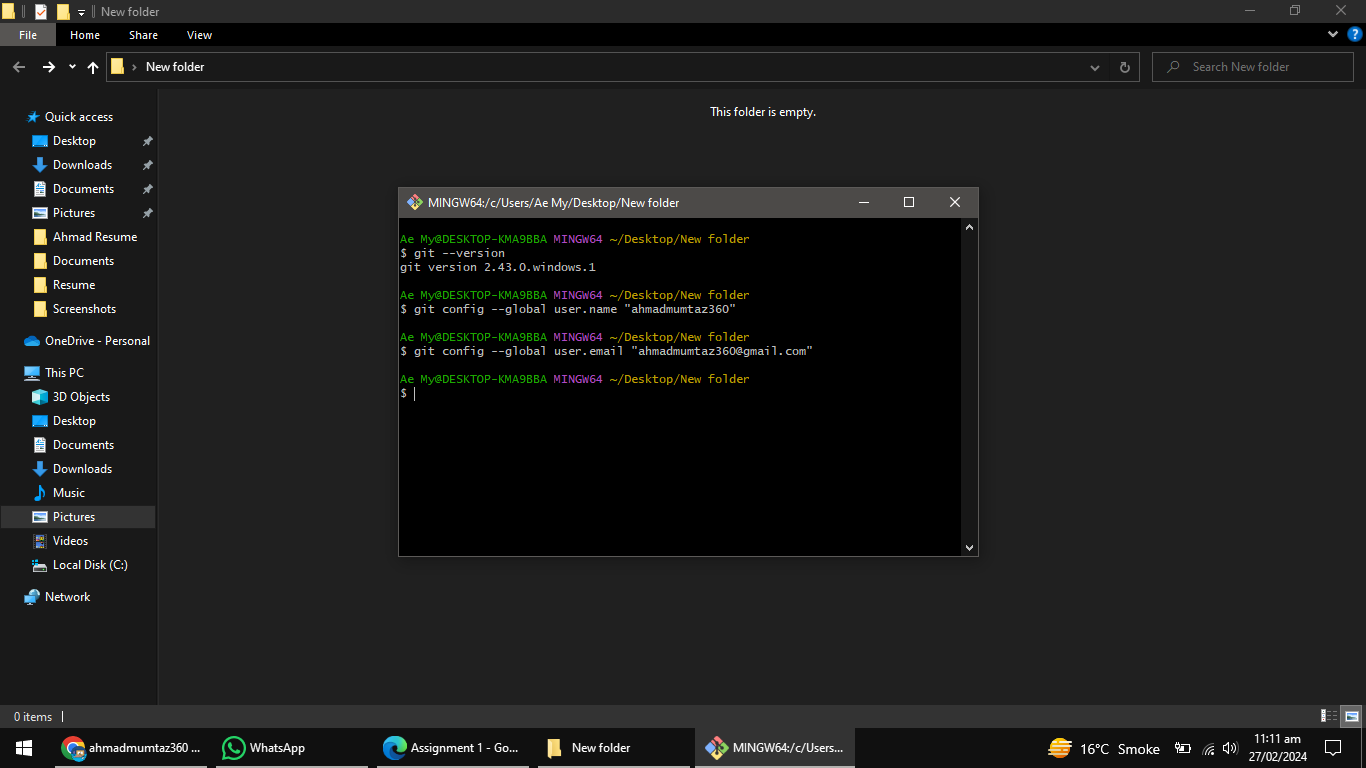 New folder
File Home Share View
New folder
Search New folder
This folder is empty.
Quick access
Desktop
Downloads
Documents
Pictures
Ahmad Resume
Documents
Resume
Screenshots
OneDrive - Personal
This PC
3D Objects
Desktop
Documents
Downloads
Music
Pictures
Videos
Local Disk (C:)
Network
MINGW64:/c/Users/Ae My/Desktop/New folder
Ae My@DESKTOP-KMA9BBA MINGW64 ~/Desktop/New folder
$ git --version
git version 2.43.0.windows.1
Ae My@DESKTOP-KMA9BBA MINGW64 ~/Desktop/New folder
$ git config --global user.name "ahmadmumtaz360"
Ae My@DESKTOP-KMA9BBA MINGW64 ~/Desktop/New folder
$ git config --global user.email "ahmadmumtaz360@gmail.com"
Ae My@DESKTOP-KMA9BBA MINGW64 ~/Desktop/New folder
$
0 items
ahmadmumtaz360 ... WhatsApp Assignment 1 - Go... New folder MINGW64:/c/Users... 16°C Smoke 11:11 am
27/02/2024